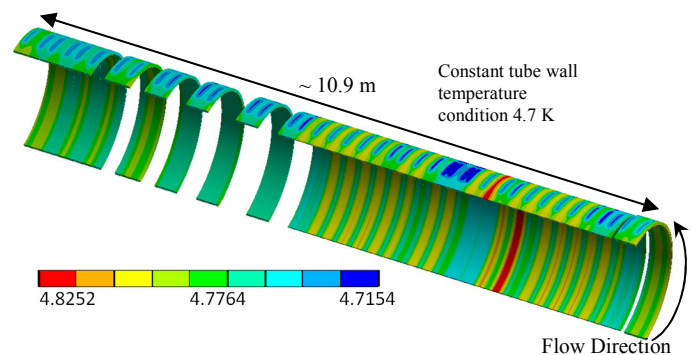 ~ 10.9 m
Constant tube wall
temperature
condition 4.7 K
4.8252 4.7764 4.7154
Flow Direction